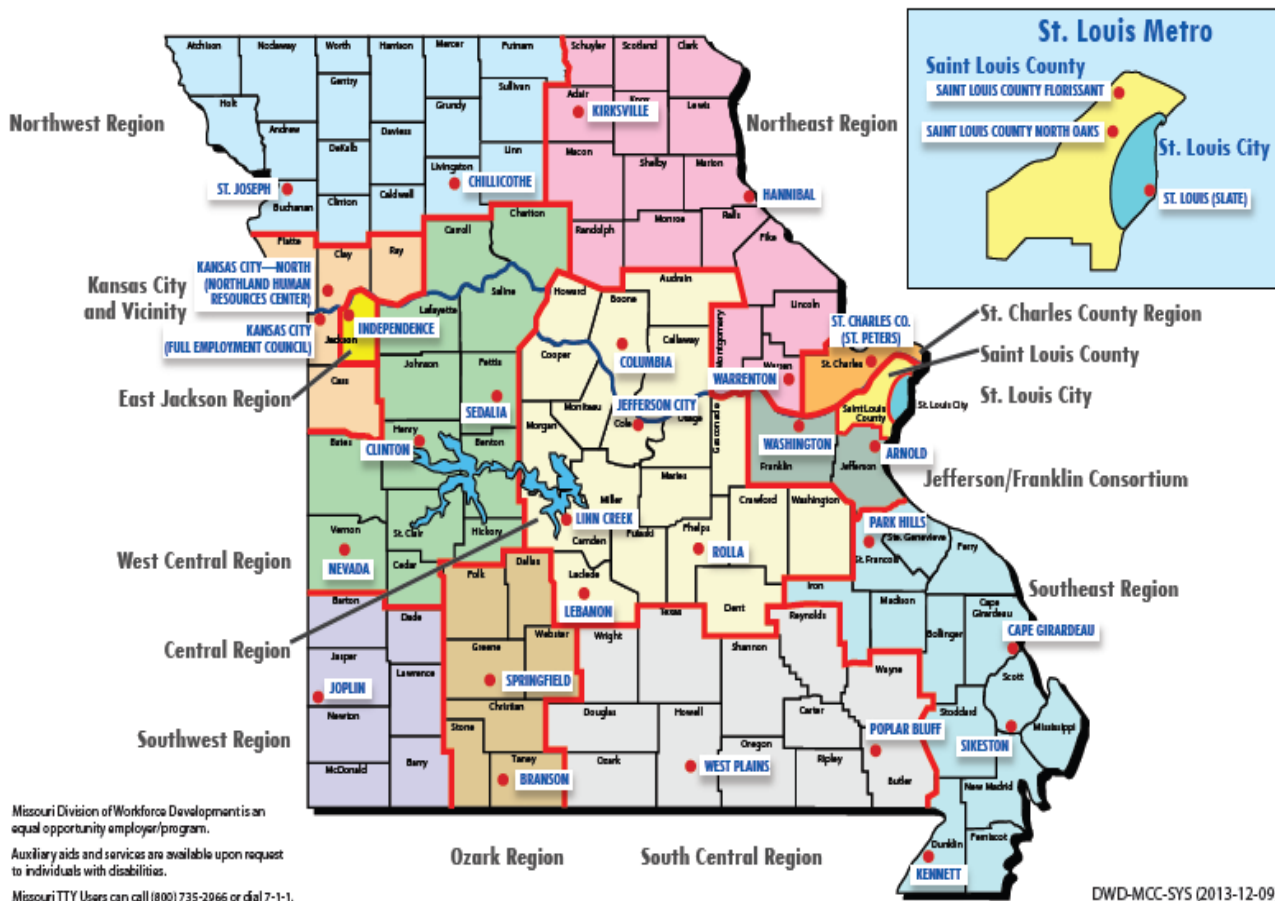 St. Louis Metro
Saint Louis County
SAINT LOUIS COUNTY FLORISSANT
SAINT LOUIS COUNTY NORTH OAKS
St. Louis City
ST. LOUIS (SLATE)
Northwest Region
Northeast Region
Atchison
Nodaway
Worth
Harrison
Mercer
Putnam
Schuyler
Scotland
Clark
Gentry
Sullivan
Adair
Knox
Lewis
Holt
Grundy
KIRKSVILLE
Andrew
DeKalb
Daviess
Linn
Macon
Shelby
Marion
Livingston
ST. JOSEPH
CHILLICOTHE
HANNIBAL
Buchanan
Clinton
Caldwell
Chariton
Carroll
Randolph
Monroe
Ralls
Pike
Platte
Clay
Ray
Audrain
KANSAS CITY—NORTH
(NORTHLAND HUMAN
RESOURCES CENTER)
Kansas City
and Vicinity
Saline
Howard
Boone
Lincoln
Lafayette
Montgomery
ST. CHARLES CO.
(ST. PETERS)
St. Charles County Region
KANSAS CITY
(FULL EMPLOYMENT COUNCIL)
INDEPENDENCE
Jackson
Callaway
COLUMBIA
Cooper
St. Charles
Saint Louis County
Johnson
Pettis
Warren
WARRENTON
Cass
East Jackson Region
SEDALIA
JEFFERSON CITY
St. Louis City
Moniteau
Osage
Gasconade
Saint Louis
County
St. Louis City
Morgan
Cole
WASHINGTON
Henry
Bates
Benton
CLINTON
ARNOLD
Franklin
Jefferson
Jefferson/Franklin Consortium
Maries
Miller
Crawford
Washington
LINN CREEK
PARK HILLS
Vernon
St. Clair
Hickory
Camden
Pulaski
Phelps
Ste. Genevieve
Perry
West Central Region
NEVADA
Cedar
Polk
Dallas
ROLLA
St. Francois
Laclede
Southeast Region
LEBANON
Iron
Madison
Barton
Dade
Texas
Dent
Reynolds
Bollinger
Cape
Girardeau
CAPE GIRARDEAU
Central Region
Greene
Webster
Wright
Shannon
Jasper
Wayne
Lawrence
JOPLIN
SPRINGFIELD
Scott
Newton
Christian
Douglas
Howell
Carter
Stoddard
Mississippi
Southwest Region
Stone
POPLAR BLUFF
SIKESTON
McDonald
Barry
Taney
Ozark
Oregon
Ripley
BRANSON
WEST PLAINS
Butler
New Madrid
Missouri Division of Workforce Development is an
equal opportunity employer/program.
Auxiliary aids and services are available upon request
to individuals with disabilities.
Missouri TTY Users can call (800) 735-2966 or dial 7-1-1.
Ozark Region
South Central Region
Dunklin
Pemiscot
KENNETT
DWD-MCC-SYS (2013-12-09